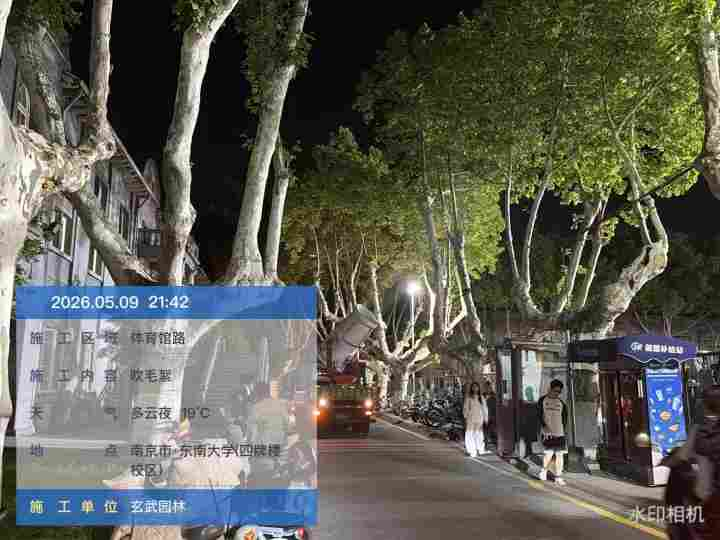 2026.05.09 21:42
施工区域 体育馆路
施工内容 吹毛絮
天气 多云夜 19℃
地点 南京市·东南大学(四牌楼
校区)
施工单位 玄武园林
水印相机